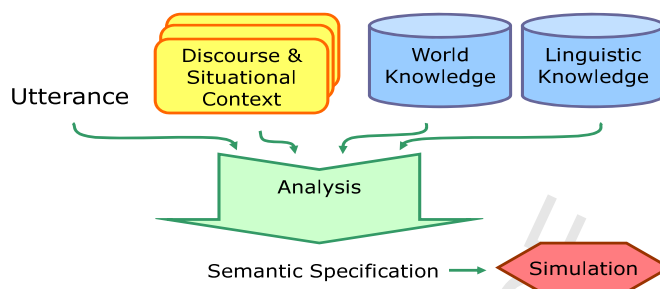 Discourse &
Situational
Context
World
Knowledge
Linguistic
Knowledge
Utterance
Analysis
Semantic Specification
Simulation